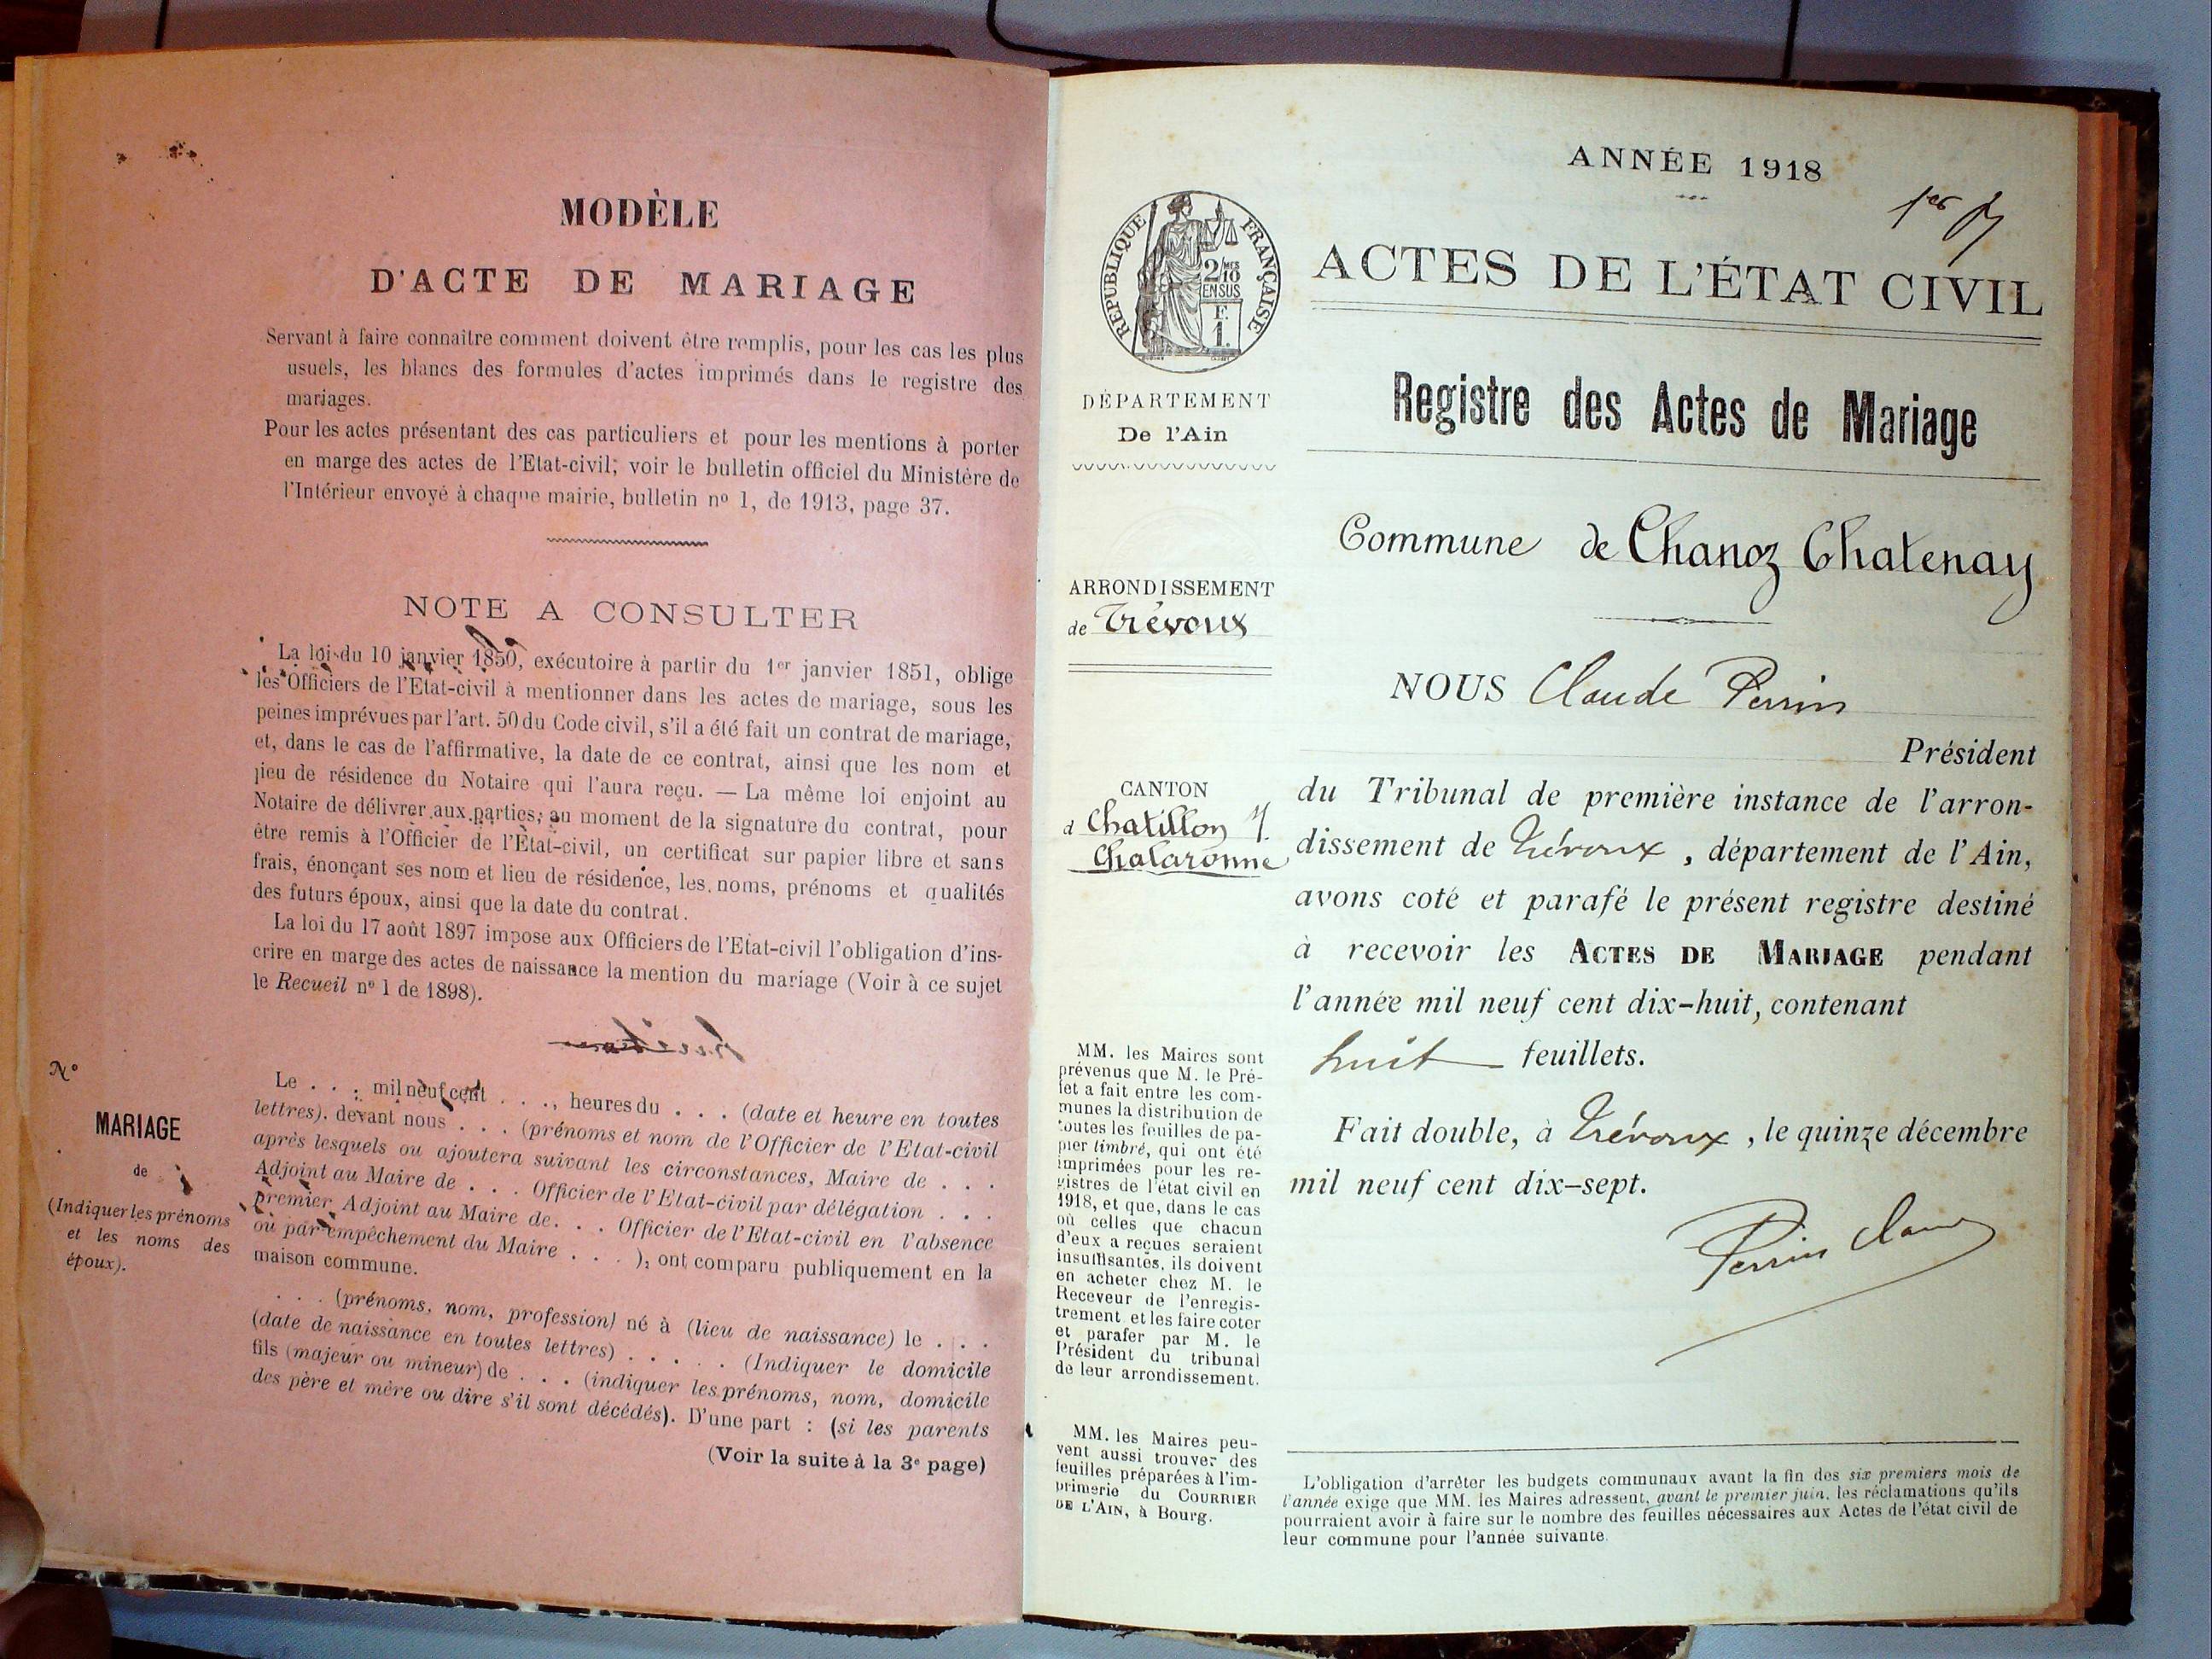 MODÈLE
D'ACTE DE MARIAGE
Servant à faire connaître comment doivent être remplis, pour les cas les plus
usuels, les blancs des formules d'actes imprimés dans le registre des
mariages.
Pour les actes présentant des cas particuliers et pour les mentions à porter
en marge des actes de l'Etat-civil; voir le bulletin officiel du Ministère de
l'Intérieur envoyé à chaque mairie, bulletin nº 1, de 1913, page 37.
NOTE A CONSULTER
La loi du 10 janvier 1850, exécutoire à partir du 1er janvier 1851, oblige
les Officiers de l'Etat-civil à mentionner dans les actes de mariage, sous les
peines imprévues par l'art. 50 du Code civil, s'il a été fait un contrat de mariage,
et, dans le cas de l'affirmative, la date de ce contrat, ainsi que les nom et
lieu de résidence du Notaire qui l'aura reçu. — La même loi enjoint au
Notaire de délivrer aux parties, au moment de la signature du contrat, pour
être remis à l'Officier de l'Etat-civil, un certificat sur papier libre et sans
frais, énonçant ses nom et lieu de résidence, les noms, prénoms et qualités
des futurs époux, ainsi que la date du contrat.
La loi du 17 août 1897 impose aux Officiers de l'Etat-civil l'obligation d'ins-
crire en marge des actes de naissance la mention du mariage (Voir à ce sujet
le Recueil nº 1 de 1898).
Nº
MARIAGE
de
(Indiquer les prénoms
et les noms des
époux).
Le . . . mil neuf cent . . ., heures du . . . (date et heure en toutes
lettres). devant nous . . . (prénoms et nom de l'Officier de l'Etat-civil
après lesquels ou ajoutera suivant les circonstances, Maire de . . .
Adjoint au Maire de . . . Officier de l'Etat-civil par délégation . . .
premier Adjoint au Maire de. . . Officier de l'Etat-civil en l'absence
ou par empêchement du Maire . . . ), ont comparu publiquement en la
maison commune.
. . . (prénoms, nom, profession) né à (lieu de naissance) le . . .
(date de naissance en toutes lettres) . . . . . (Indiquer le domicile
fils (majeur ou mineur) de . . . (indiquer les prénoms, nom, domicile
des père et mère ou dire s'il sont décédés). D'une part : (si les parents
(Voir la suite à la 3e page)
ANNÉE 1918
1er
RÉPUBLIQUE FRANÇAISE
2/MES
10
EN SUS
F.
1.
ACTES DE L'ÉTAT CIVIL
DÉPARTEMENT
De l'Ain
Registre des Actes de Mariage
Commune de Chanoz Chatenay
ARRONDISSEMENT
de Trévoux
NOUS Claude Perrin
Président
CANTON
d Chatillon s/.
Chalaronne
du Tribunal de première instance de l'arron-
dissement de Trévoux, département de l'Ain,
avons coté et parafé le présent registre destiné
à recevoir les ACTES DE MARIAGE pendant
l'année mil neuf cent dix-huit, contenant
huit feuillets.
Fait double, à Trévoux, le quinze décembre
mil neuf cent dix-sept.
Perrin Claude
MM. les Maires sont
prévenus que M. le Pré-
fet a fait entre les com-
munes la distribution de
toutes les feuilles de pa-
pier timbré, qui ont été
imprimées pour les re-
gistres de l'état civil en
1918, et que, dans le cas
où celles que chacun
d'eux a reçues seraient
insuffisantes, ils doivent
en acheter chez M. le
Receveur de l'enregis-
trement et les faire coter
et parafer par M. le
Président du tribunal
de leur arrondissement.
MM. les Maires peu-
vent aussi trouver des
feuilles préparées à l'im-
primerie du COURRIER
DE L'AIN, à Bourg.
L'obligation d'arrêter les budgets communaux avant la fin des six premiers mois de
l'année exige que MM. les Maires adressent, avant le premier juin, les réclamations qu'ils
pourraient avoir à faire sur le nombre des feuilles nécessaires aux Actes de l'état civil de
leur commune pour l'année suivante.